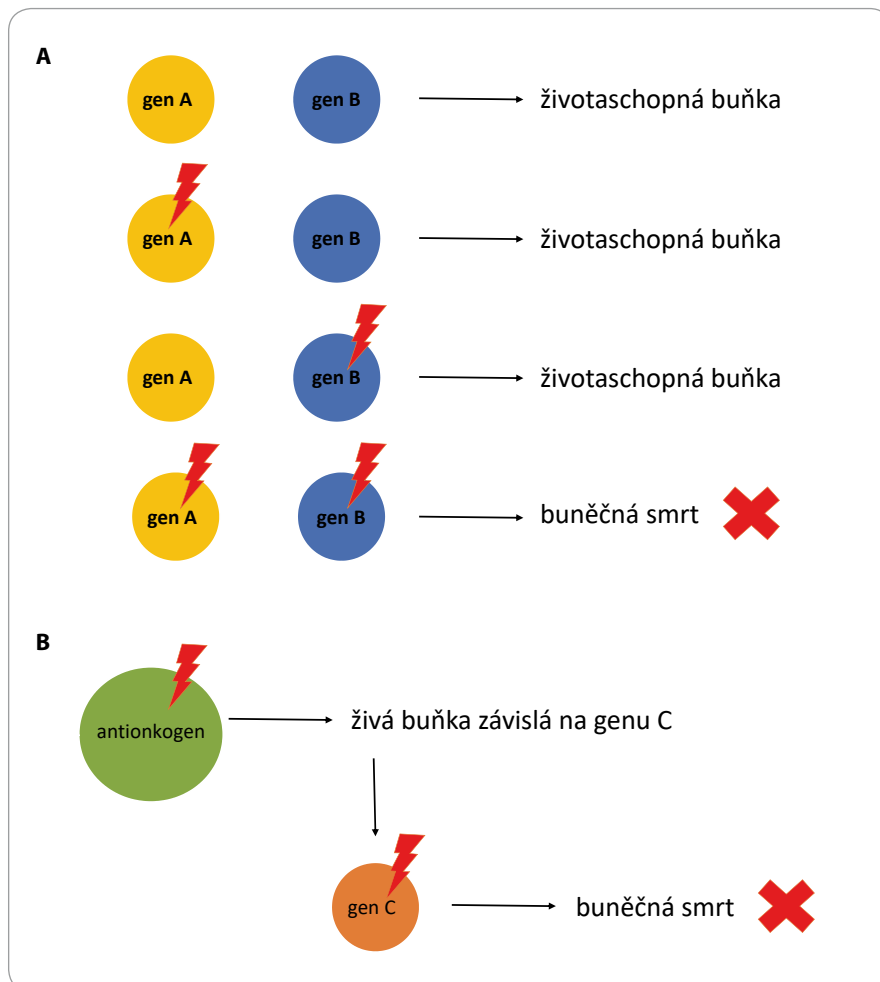 A
gen A gen B životaschopná buňka
gen A gen B životaschopná buňka
gen A gen B životaschopná buňka
gen A gen B buněčná smrt
B
antionkogen živá buňka závislá na genu C
gen C buněčná smrt